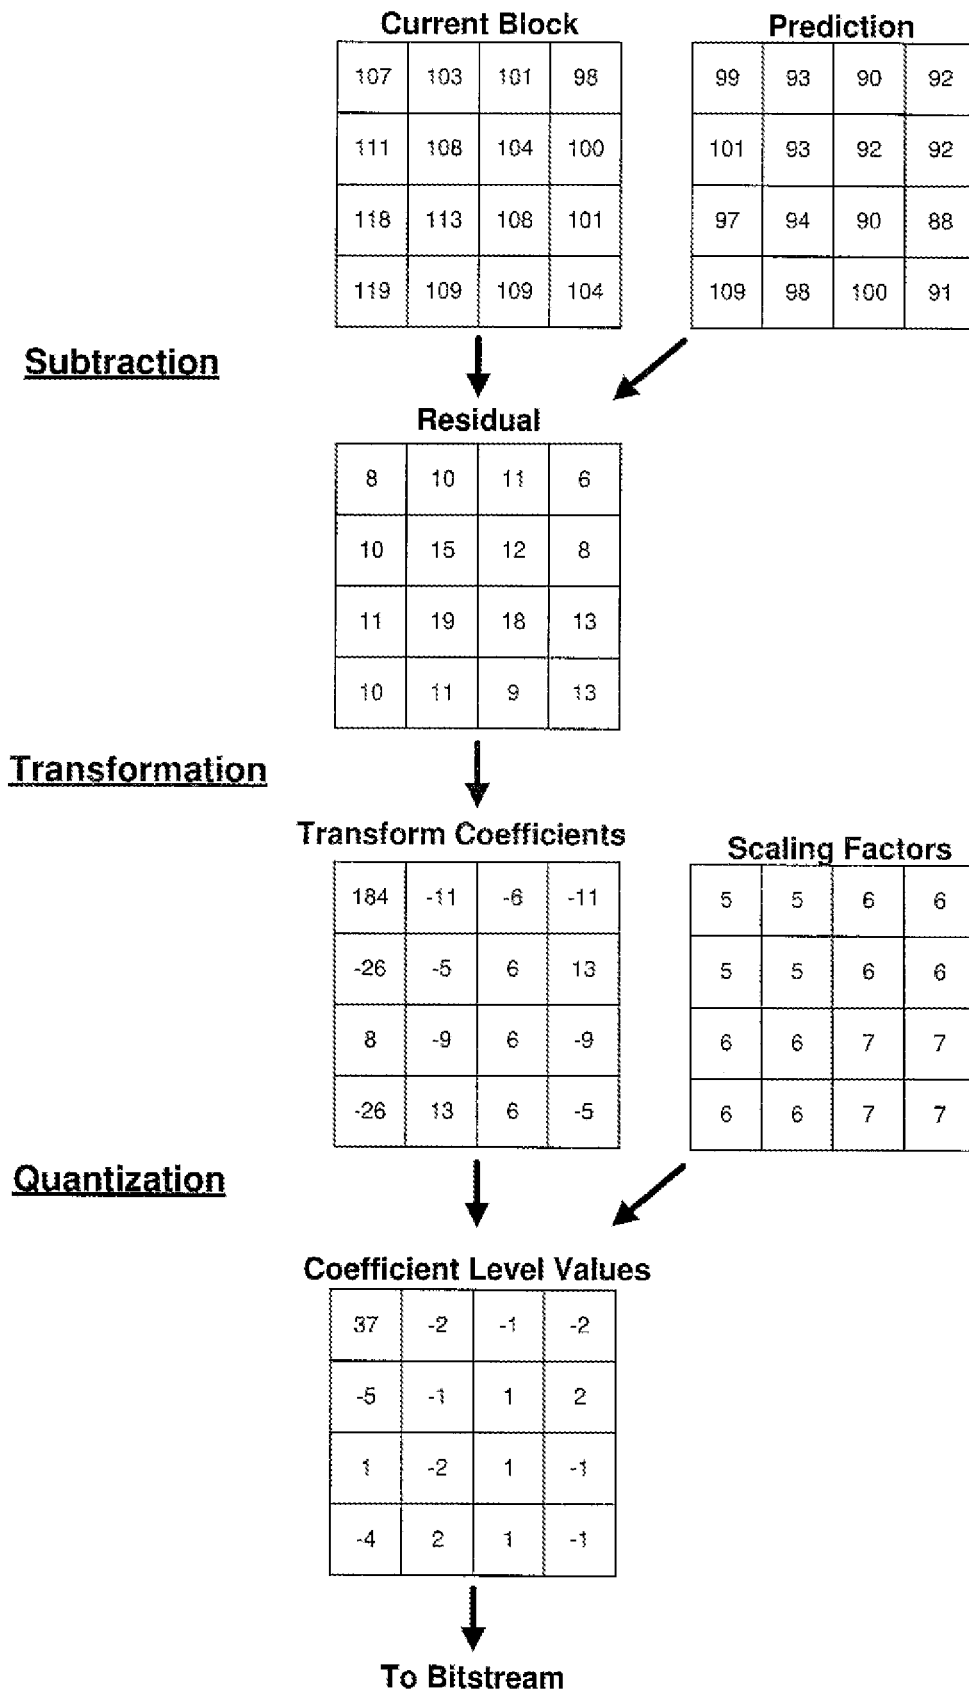 Current Block Prediction
107 103 101 98 99 93 90 92
111 108 104 100 101 93 92 92
118 113 108 101 97 94 90 88
119 109 109 104 109 98 100 91
Subtraction
Residual
8 10 11 6
10 15 12 8
11 19 18 13
10 11 9 13
Transformation
Transform Coefficients Scaling Factors
184 -11 -6 -11 5 5 6 6
-26 -5 6 13 5 5 6 6
8 -9 6 -9 6 6 7 7
-26 13 6 -5 6 6 7 7
Quantization
Coefficient Level Values
37 -2 -1 -2
-5 -1 1 2
1 -2 1 -1
-4 2 1 -1
To Bitstream